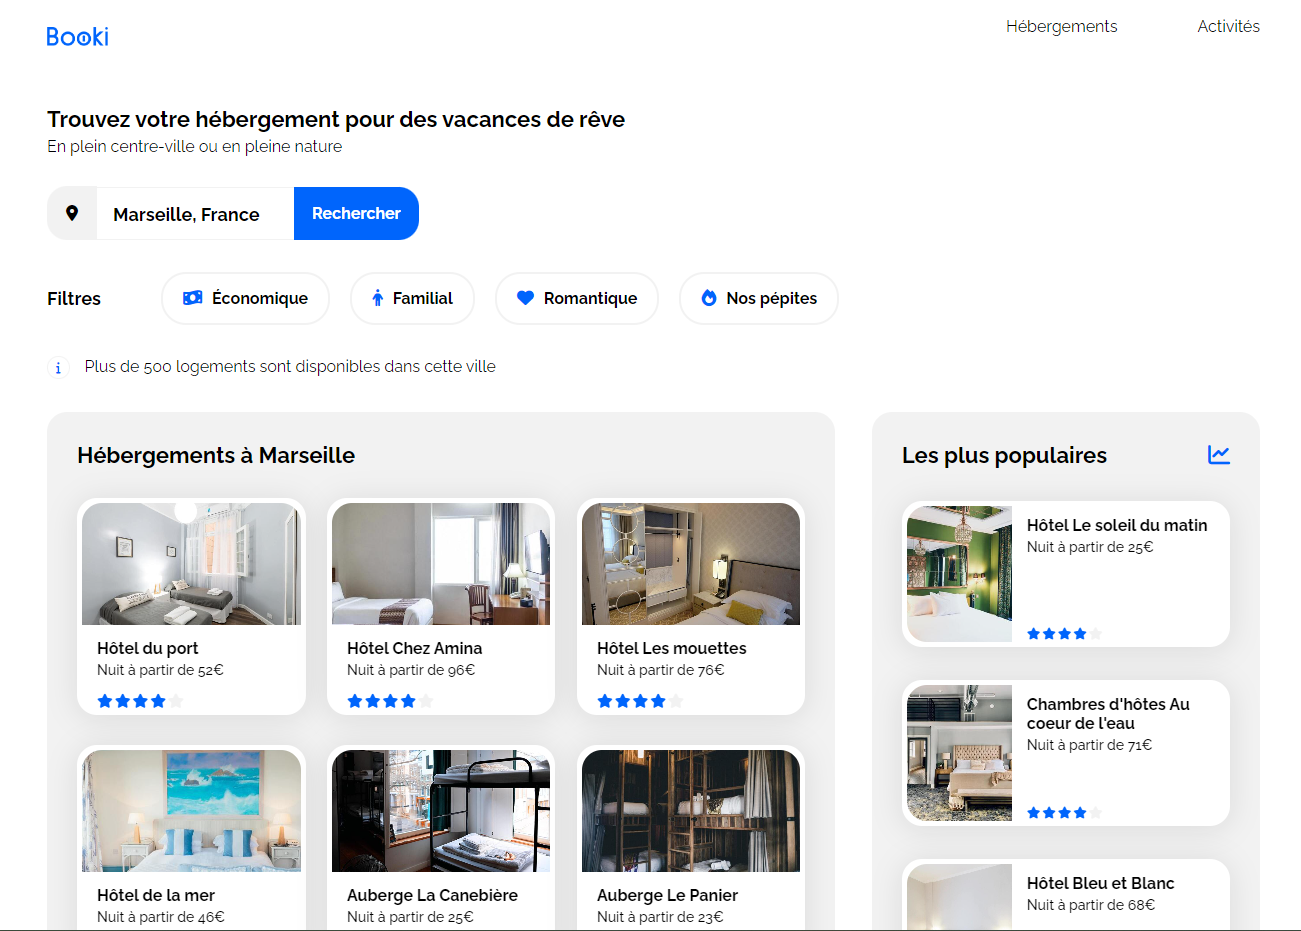 Booki
Hébergements
Activités
Trouvez votre hébergement pour des vacances de rêve
En plein centre-ville ou en pleine nature
Marseille, France
Rechercher
Filtres
Économique
Familial
Romantique
Nos pépites
Plus de 500 logements sont disponibles dans cette ville
Hébergements à Marseille
Hôtel du port
Nuit à partir de 52€
Hôtel Chez Amina
Nuit à partir de 96€
Hôtel Les mouettes
Nuit à partir de 76€
Hôtel de la mer
Nuit à partir de 46€
Auberge La Canebière
Nuit à partir de 25€
Auberge Le Panier
Nuit à partir de 23€
Les plus populaires
Hôtel Le soleil du matin
Nuit à partir de 25€
Chambres d'hôtes Au
coeur de l'eau
Nuit à partir de 71€
Hôtel Bleu et Blanc
Nuit à partir de 68€